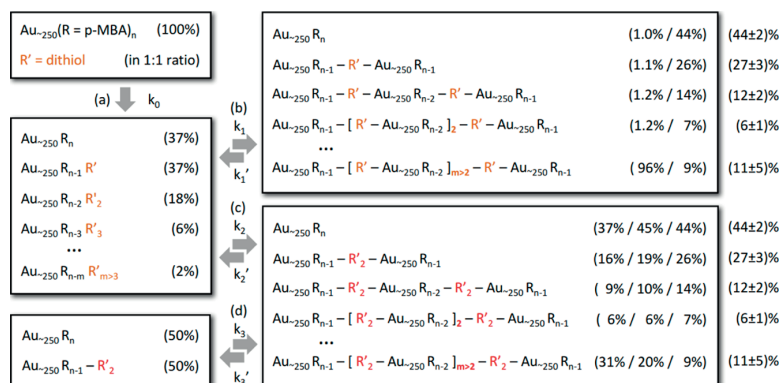 Au~250(R = p-MBA)n (100%)
R' = dithiol (in 1:1 ratio)
(a) k0
Au~250 Rn (37%)
Au~250 Rn-1 R' (37%)
Au~250 Rn-2 R'2 (18%)
Au~250 Rn-3 R'3 (6%)
...
Au~250 Rn-m R'm>3 (2%)
Au~250 Rn (50%)
Au~250 Rn-1 – R'2 (50%)
(b)
k1
k1'
(c)
k2
k2'
(d)
k3
k3'
Au~250 Rn (1.0% / 44%) (44±2)%
Au~250 Rn-1 – R' – Au~250 Rn-1 (1.1% / 26%) (27±3)%
Au~250 Rn-1 – R' – Au~250 Rn-2 – R' – Au~250 Rn-1 (1.2% / 14%) (12±2)%
Au~250 Rn-1 – [ R' – Au~250 Rn-2 ]2 – R' – Au~250 Rn-1 (1.2% / 7%) (6±1)%
...
Au~250 Rn-1 – [ R' – Au~250 Rn-2 ]m>2 – R' – Au~250 Rn-1 ( 96% / 9%) (11±5)%
Au~250 Rn (37% / 45% / 44%) (44±2)%
Au~250 Rn-1 – R'2 – Au~250 Rn-1 (16% / 19% / 26%) (27±3)%
Au~250 Rn-1 – R'2 – Au~250 Rn-2 – R'2 – Au~250 Rn-1 ( 9% / 10% / 14%) (12±2)%
Au~250 Rn-1 – [ R'2 – Au~250 Rn-2 ]2 – R'2 – Au~250 Rn-1 ( 6% / 6% / 7%) (6±1)%
...
Au~250 Rn-1 – [ R'2 – Au~250 Rn-2 ]m>2 – R'2 – Au~250 Rn-1 (31% / 20% / 9%) (11±5)%